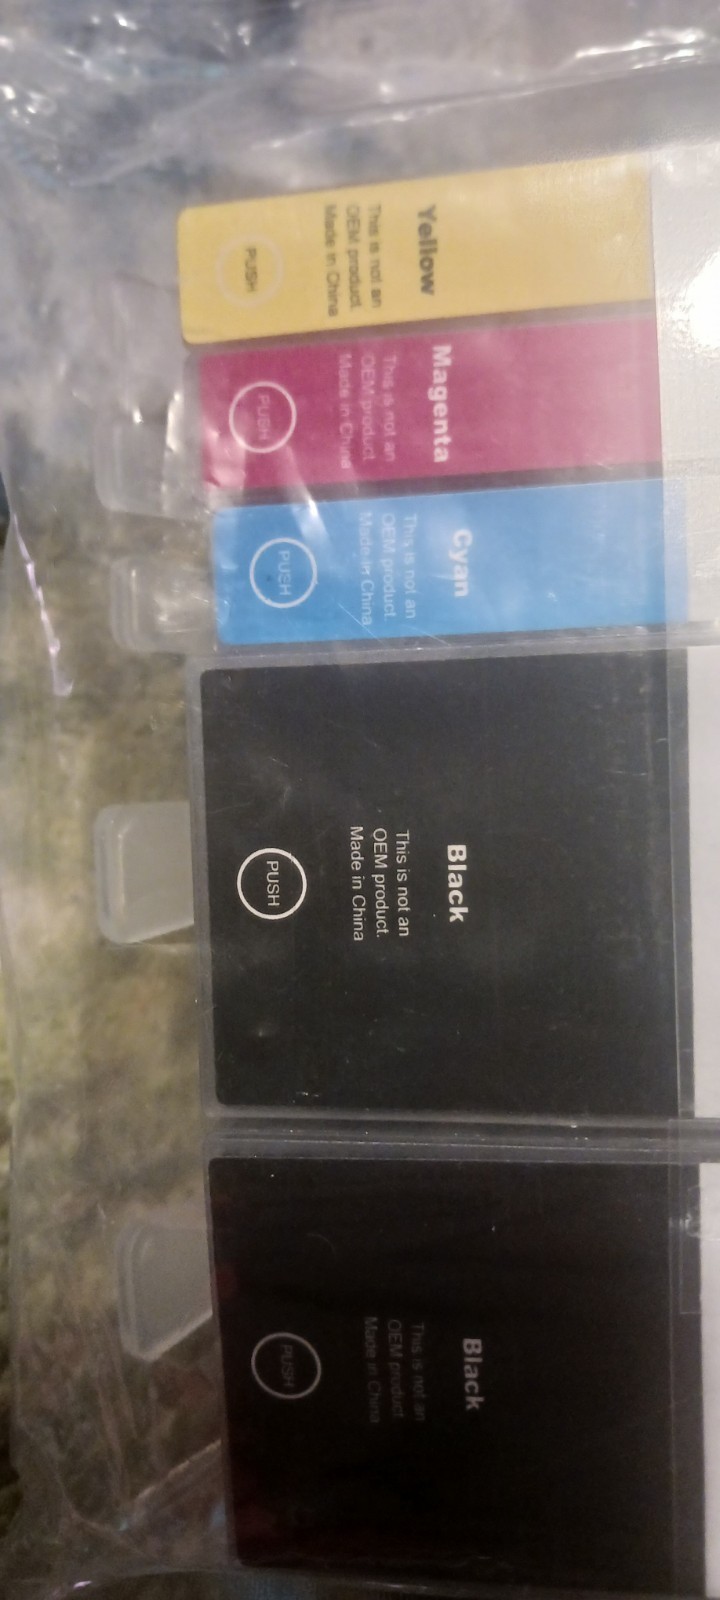 Yellow
This is not an
OEM product.
Made in China
PUSH
Magenta
This is not an
OEM product
Made in China
PUSH
Cyan
This is not an
OEM product.
Made in China
PUSH
Black
This is not an
OEM product.
Made in China
PUSH
Black
This is not an
OEM product
Made in China
PUSH